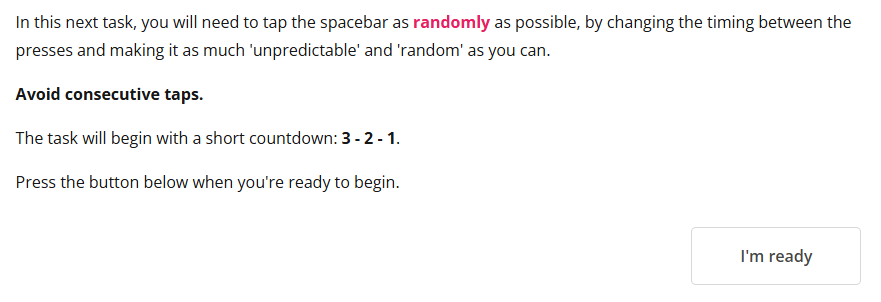 In this next task, you will need to tap the spacebar as randomly as possible, by changing the timing between the
presses and making it as much 'unpredictable' and 'random' as you can.
Avoid consecutive taps.
The task will begin with a short countdown: 3 - 2 - 1.
Press the button below when you're ready to begin.
I'm ready